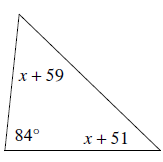 x + 59
84° x + 51